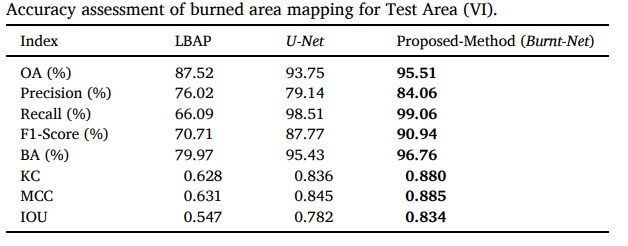 Accuracy assessment of burned area mapping for Test Area (VI).
Index LBAP U-Net Proposed-Method (Burnt-Net)
OA (%) 87.52 93.75 95.51
Precision (%) 76.02 79.14 84.06
Recall (%) 66.09 98.51 99.06
F1-Score (%) 70.71 87.77 90.94
BA (%) 79.97 95.43 96.76
KC 0.628 0.836 0.880
MCC 0.631 0.845 0.885
IOU 0.547 0.782 0.834